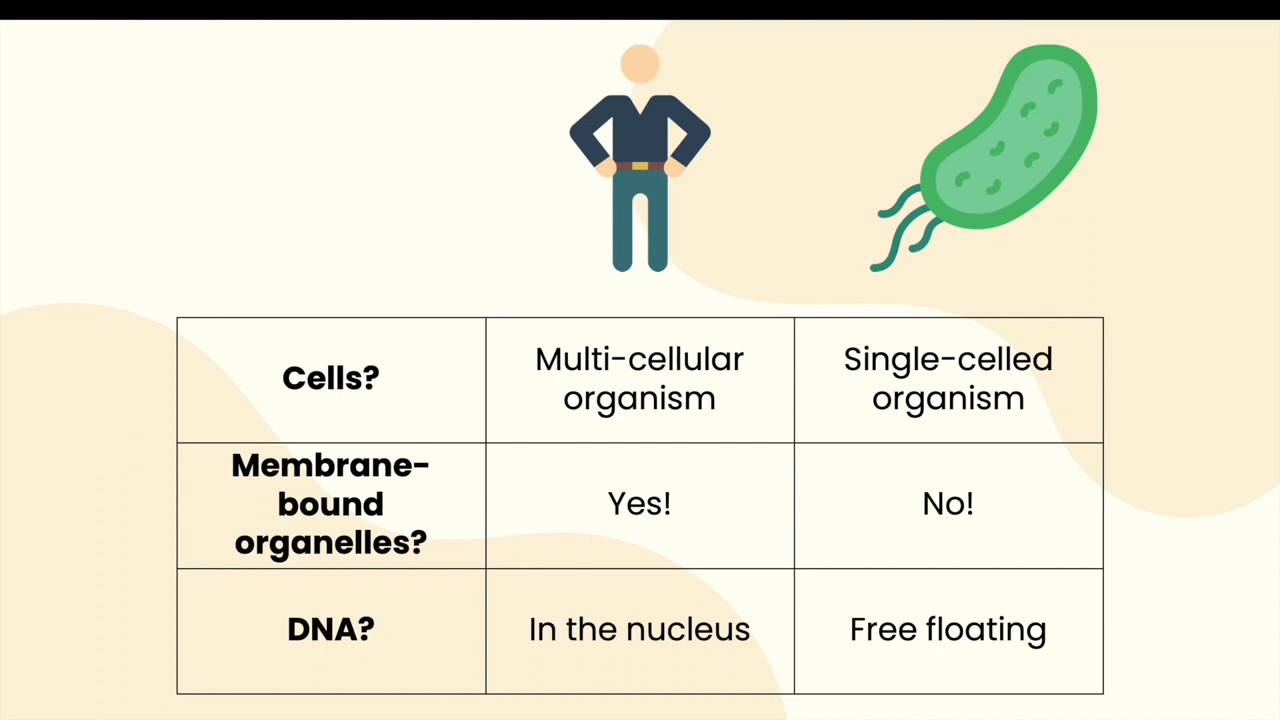 Cells?
Multi-cellular
organism
Single-celled
organism
Membrane-
bound
organelles?
Yes!
No!
DNA?
In the nucleus
Free floating